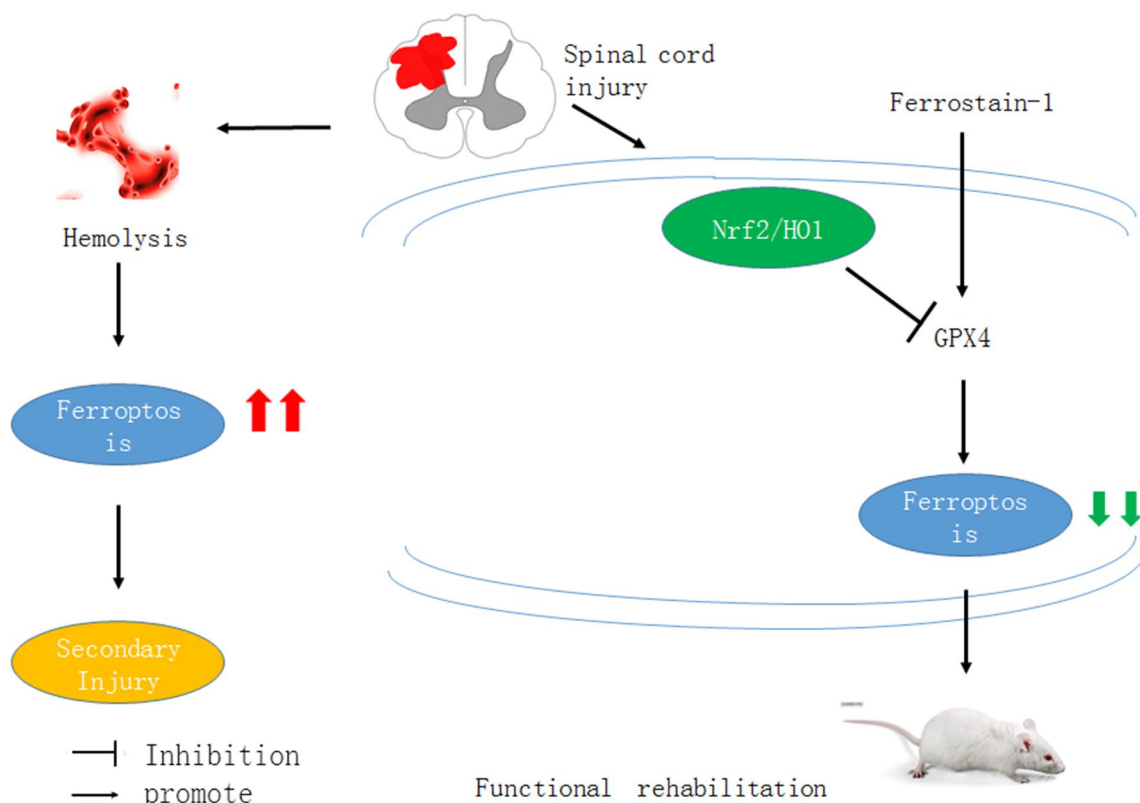 Spinal cord
injury
Ferrostain-1
Hemolysis
Nrf2/HO1
GPX4
Ferroptos
is
Ferroptos
is
Secondary
Injury
Inhibition
promote
Functional rehabilitation